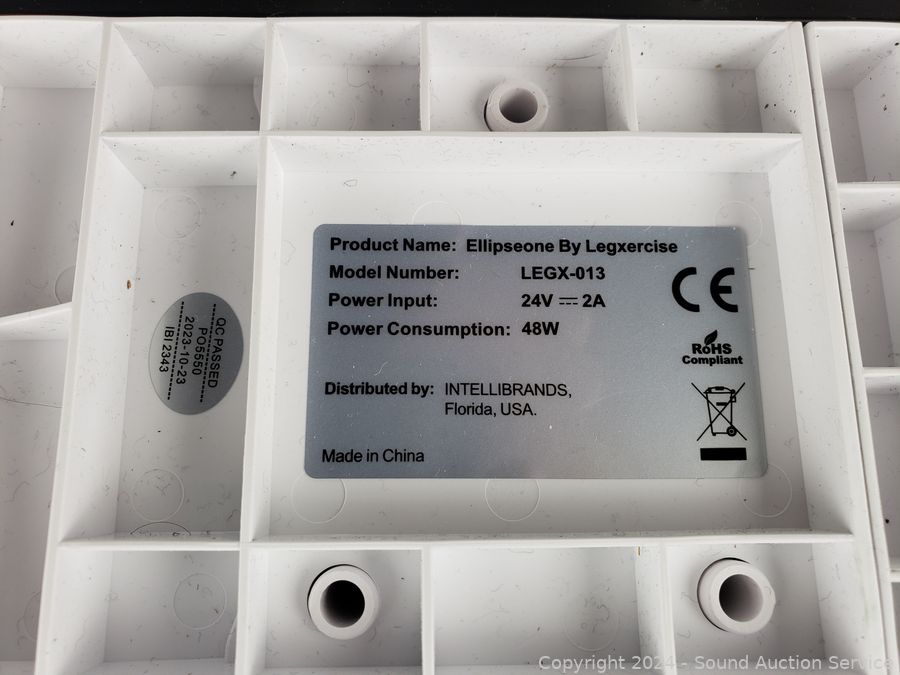 Product Name: Ellipseone By Legxercise
Model Number: LEGX-013
Power Input: 24V ⎓ 2A
Power Consumption: 48W
CE
RoHS
Compliant
Distributed by: INTELLIBRANDS,
Florida, USA.
Made in China
QC PASSED
PO5550
2023-10-23
IBI 2343
Copyright 2024 - Sound Auction Service